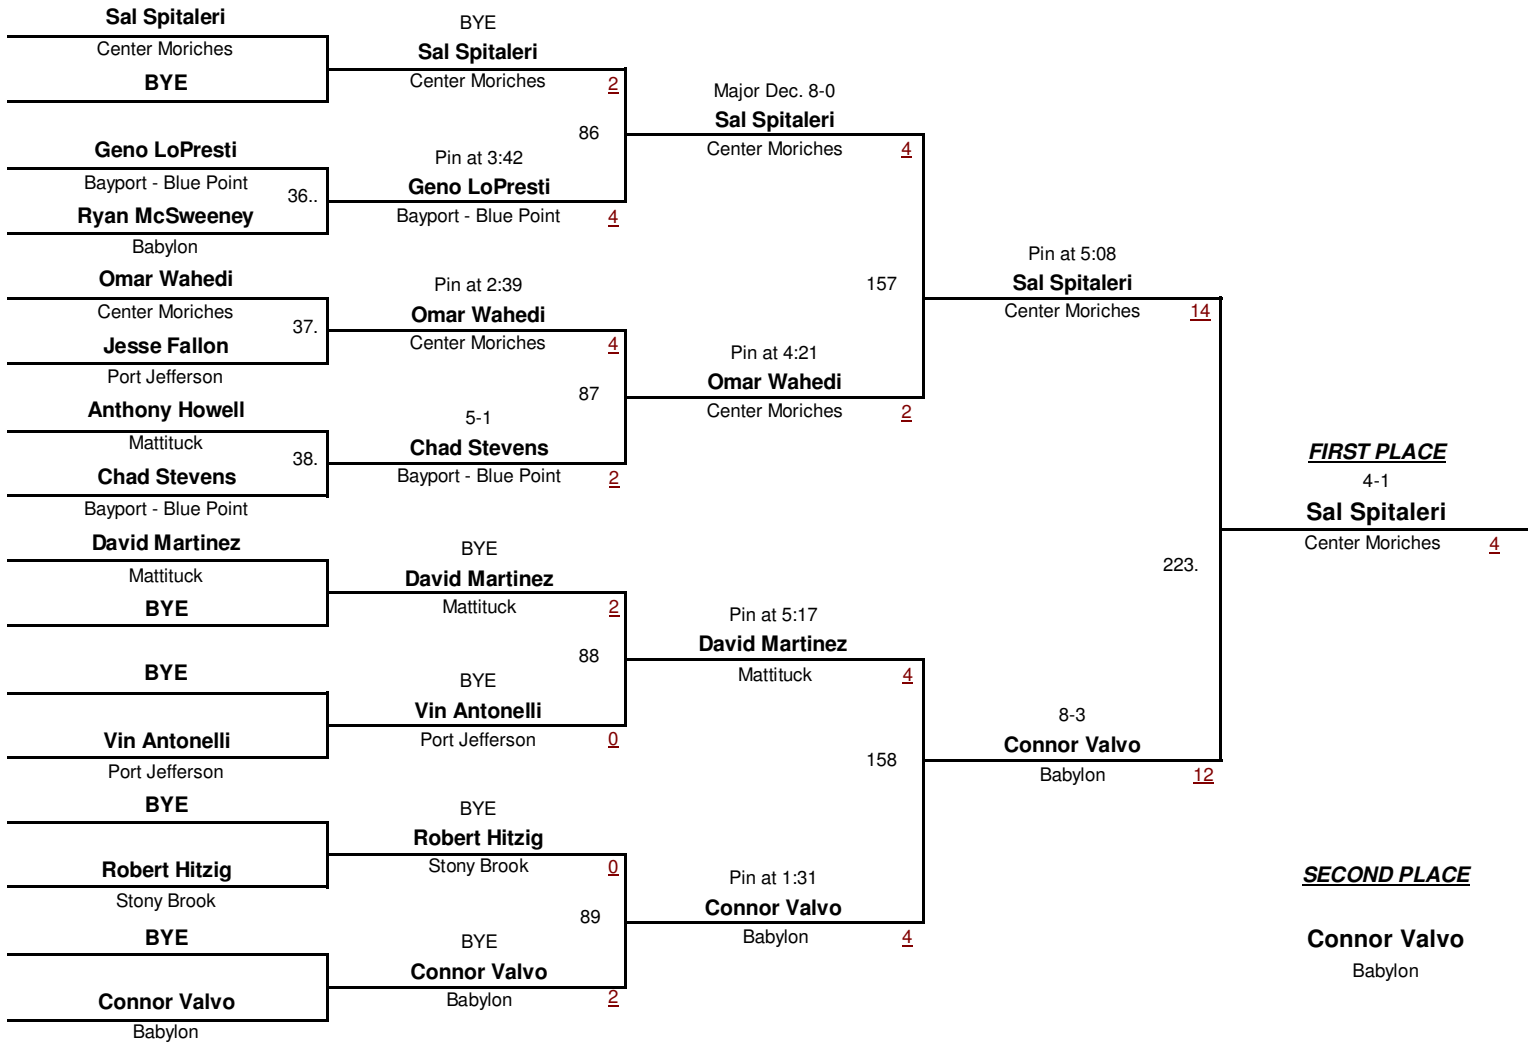 Sal Spitaleri
Center Moriches
BYE
Geno LoPresti
Bayport - Blue Point
36..
Ryan McSweeney
Babylon
Omar Wahedi
Center Moriches
37.
Jesse Fallon
Port Jefferson
Anthony Howell
Mattituck
38.
Chad Stevens
Bayport - Blue Point
David Martinez
Mattituck
BYE
BYE
Vin Antonelli
Port Jefferson
BYE
Robert Hitzig
Stony Brook
BYE
Connor Valvo
Babylon
BYE
Sal Spitaleri
Center Moriches 2
86
Pin at 3:42
Geno LoPresti
Bayport - Blue Point 4
Pin at 2:39
Omar Wahedi
Center Moriches 4
87
5-1
Chad Stevens
Bayport - Blue Point 2
BYE
David Martinez
Mattituck 2
88
BYE
Vin Antonelli
Port Jefferson 0
BYE
Robert Hitzig
Stony Brook 0
89
BYE
Connor Valvo
Babylon 2
Major Dec. 8-0
Sal Spitaleri
Center Moriches 4
157
Pin at 4:21
Omar Wahedi
Center Moriches 2
Pin at 5:17
David Martinez
Mattituck 4
158
Pin at 1:31
Connor Valvo
Babylon 4
Pin at 5:08
Sal Spitaleri
Center Moriches 14
223.
8-3
Connor Valvo
Babylon 12
FIRST PLACE
4-1
Sal Spitaleri
Center Moriches 4
SECOND PLACE
Connor Valvo
Babylon